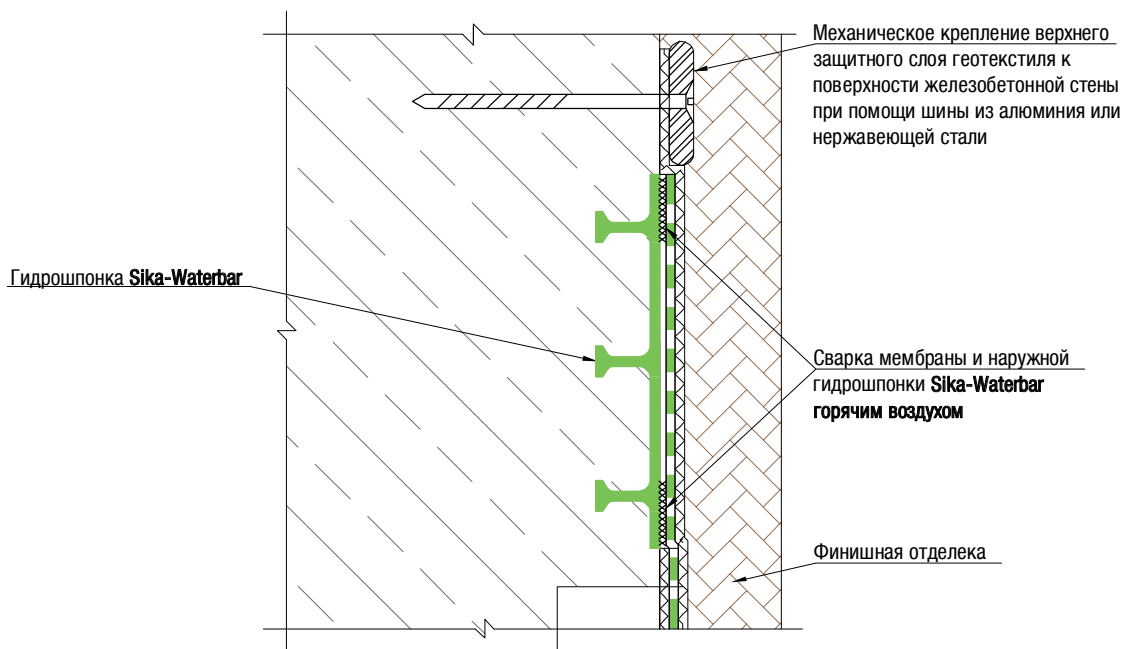 Механическое крепление верхнего
защитного слоя геотекстиля к
поверхности железобетонной стены
при помощи шины из алюминия или
нержавеющей стали
Гидрошпонка Sika-Waterbar
Сварка мембраны и наружной
гидрошпонки Sika-Waterbar
горячим воздухом
Финишная отделека